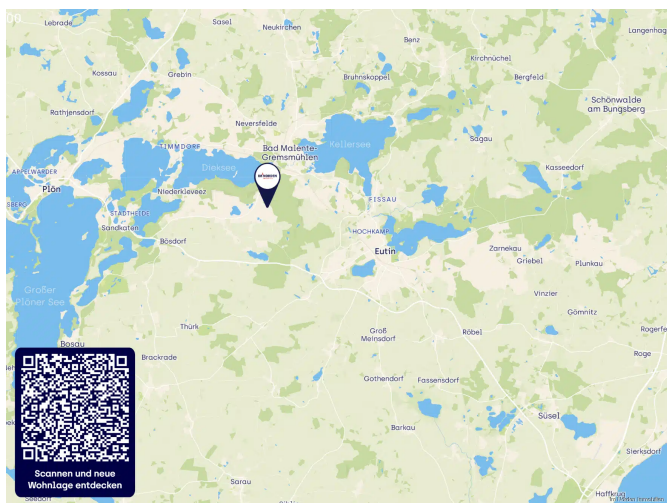 Lebrade
Sasel
Neukirchen
Langenhag
Benz
Kossau
Grebin
Bruhnskoppel
Kirchnüchel
Bergfeld
Rathjensdorf
Schönwalde
am Bungsberg
Neversfelde
Sagau
TIMMDORF
Bad Malente-
Gremsmühlen
Kellersee
Dieksee
Kasseedorf
APPELWARDER
Plön
Niederkleveez
FISSAU
STADTHEIDE
Sandkaten
HOCHKAMP
Bösdorf
Eutin
Zarnekau
Griebel
Plunkau
Großer
Plöner See
Vinzier
Gömnitz
Thürk
Groß
Meinsdorf
Röbel
Rogerfe
Bosau
Brackrade
Roge
Gothendorf
Fassensdorf
Süsel
Barkau
Sierksdorf
Scannen und neue
Wohnlage entdecken
Sarau
Haffkrug